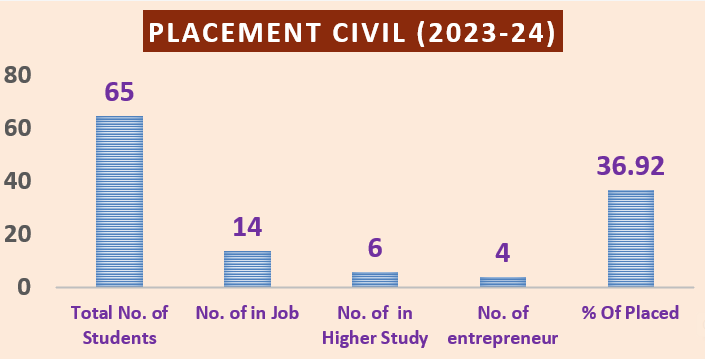 PLACEMENT CIVIL (2023-24)
80
60
40
20
0
65
14
6
4
36.92
Total No. of
Students
No. of in Job
No. of  in
Higher Study
No. of
entrepreneur
% Of Placed